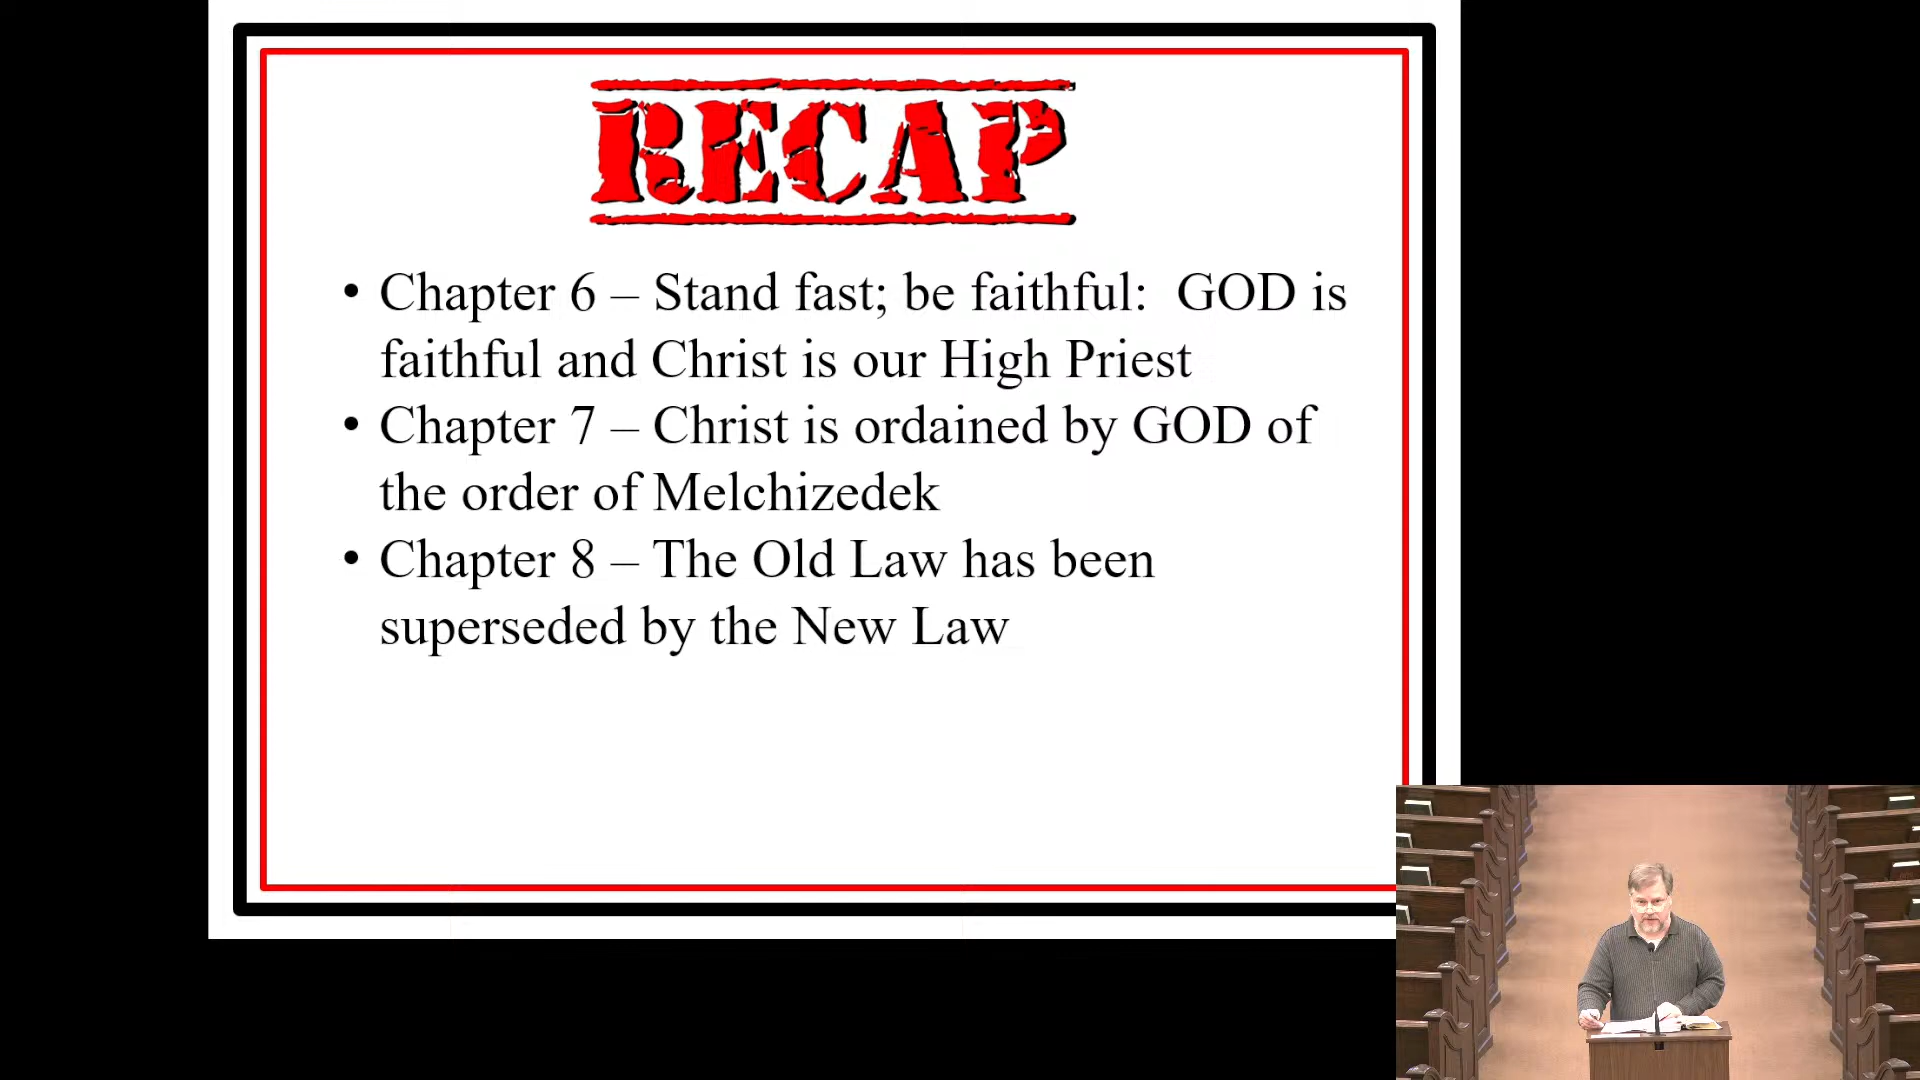 RECAP
• Chapter 6 – Stand fast; be faithful:  GOD is
faithful and Christ is our High Priest
• Chapter 7 – Christ is ordained by GOD of
the order of Melchizedek
• Chapter 8 – The Old Law has been
superseded by the New Law